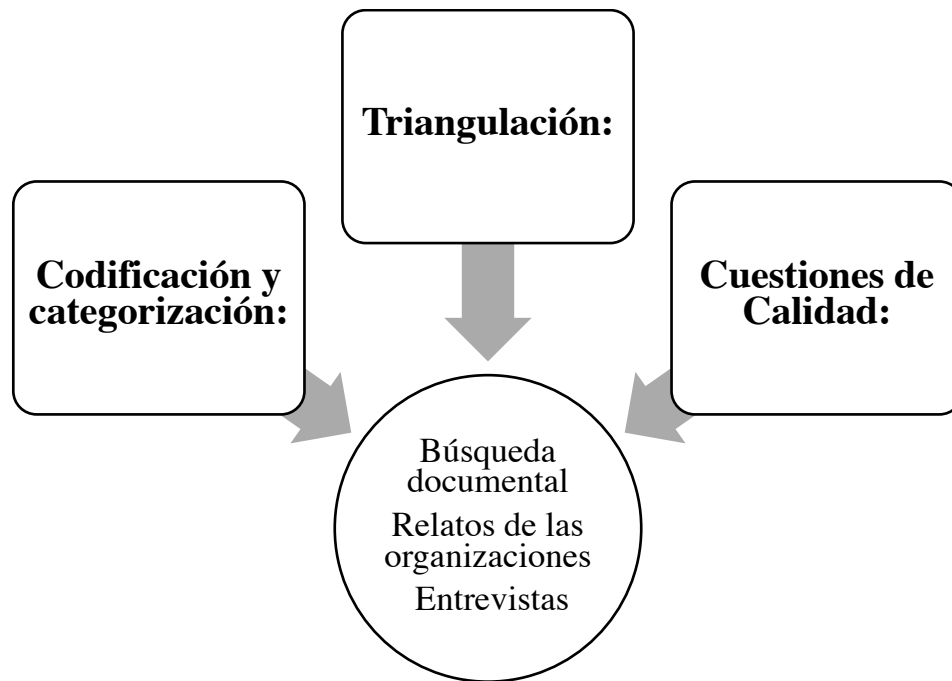 Triangulación:
Codificación y
categorización:
Cuestiones de
Calidad:
Búsqueda
documental
Relatos de las
organizaciones
Entrevistas